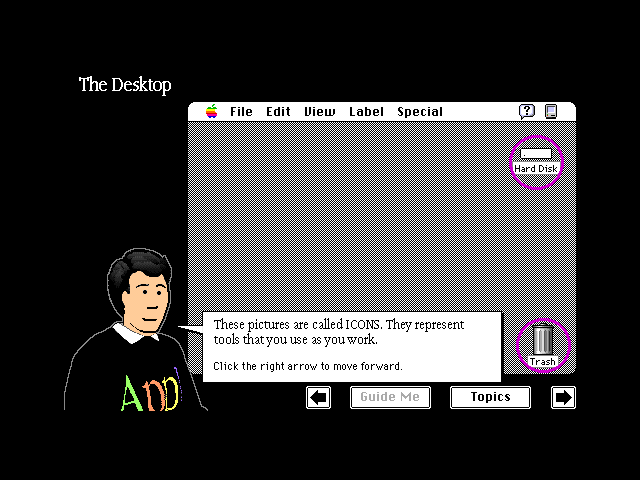 The Desktop
File Edit View Label Special
Hard Disk
These pictures are called ICONS. They represent
tools that you use as you work.
Click the right arrow to move forward.
Trash
Guide Me
Topics